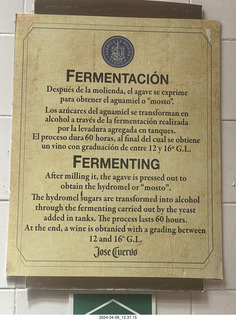 FERMENTACIÓN
Después de la molienda, el agave se exprime
para obtener el aguamiel o "mosto".
Los azúcares del aguamiel se transforman en
alcohol a través de la fermentación realizada
por la levadura agregada en tanques.
El proceso dura 60 horas, al final del cual se obtiene
un vino con graduación de entre 12 y 16º G.L.
FERMENTING
After milling it, the agave is pressed out to
obtain the hydromel or "mosto".
The hydromel sugars are transformed into alcohol
through the fermenting carried out by the yeast
added in tanks. The process lasts 60 hours.
At the end, a wine is obtanied with a grading between
12 and 16º G.L.
Jose Cuervo
2024-04-06_12:37:15